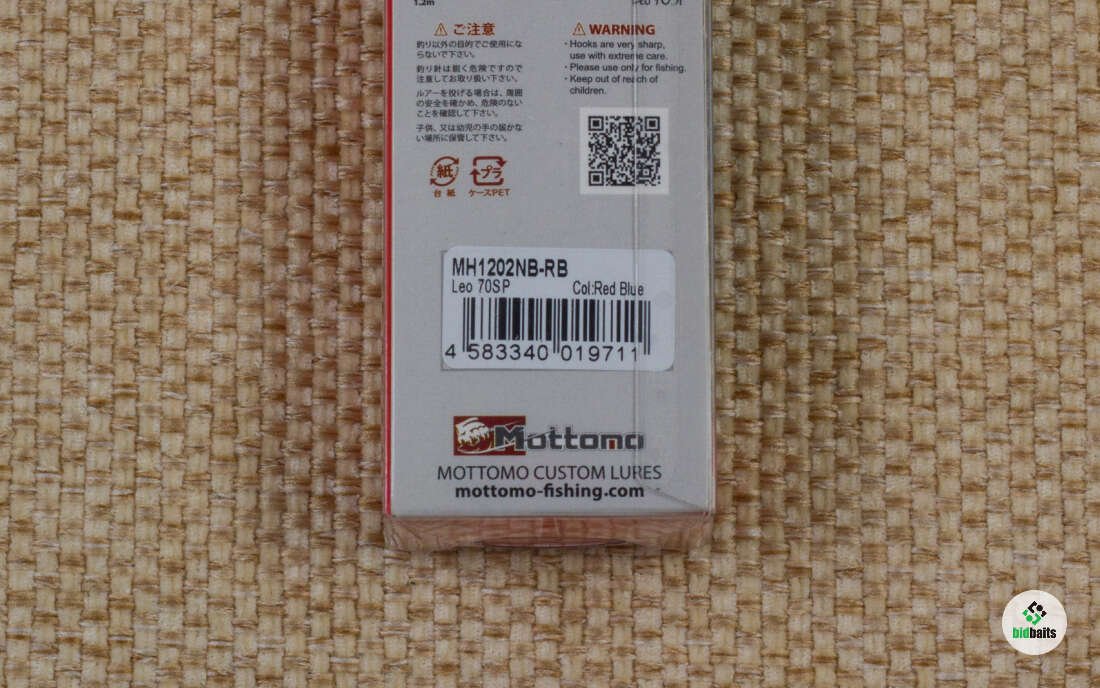 1.2m
⚠ ご注意
釣り以外の目的でご使用にな
らないで下さい。
釣り針は鋭く危険ですので
注意してお取り扱い下さい。
ルアーを投げる場合は、周囲
の安全を確かめ、危険のない
ことを確認して下さい。
子供、又は幼児の手の届かな
い場所に保管して下さい。
紙
台 紙
プラ
ケースPET
⚠ WARNING
・Hooks are very sharp,
use with extreme care.
・Please use only for fishing.
・Keep out of reach of
children.
MH1202NB-RB
Leo 70SP Col:Red Blue
4 583340 019711
Mottomo
MOTTOMO CUSTOM LURES
mottomo-fishing.com
bidbaits